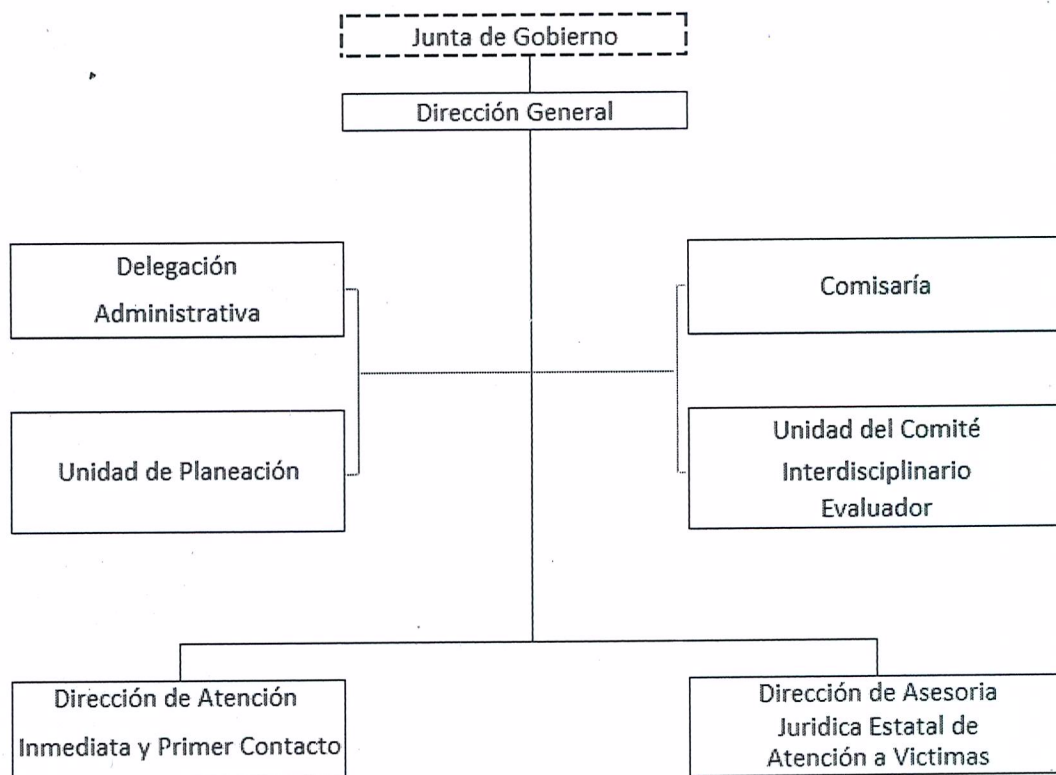 Junta de Gobierno
Dirección General
Delegación
Administrativa
Comisaría
Unidad de Planeación
Unidad del Comité
Interdisciplinario
Evaluador
Dirección de Atención
Inmediata y Primer Contacto
Dirección de Asesoria
Juridica Estatal de
Atención a Victimas